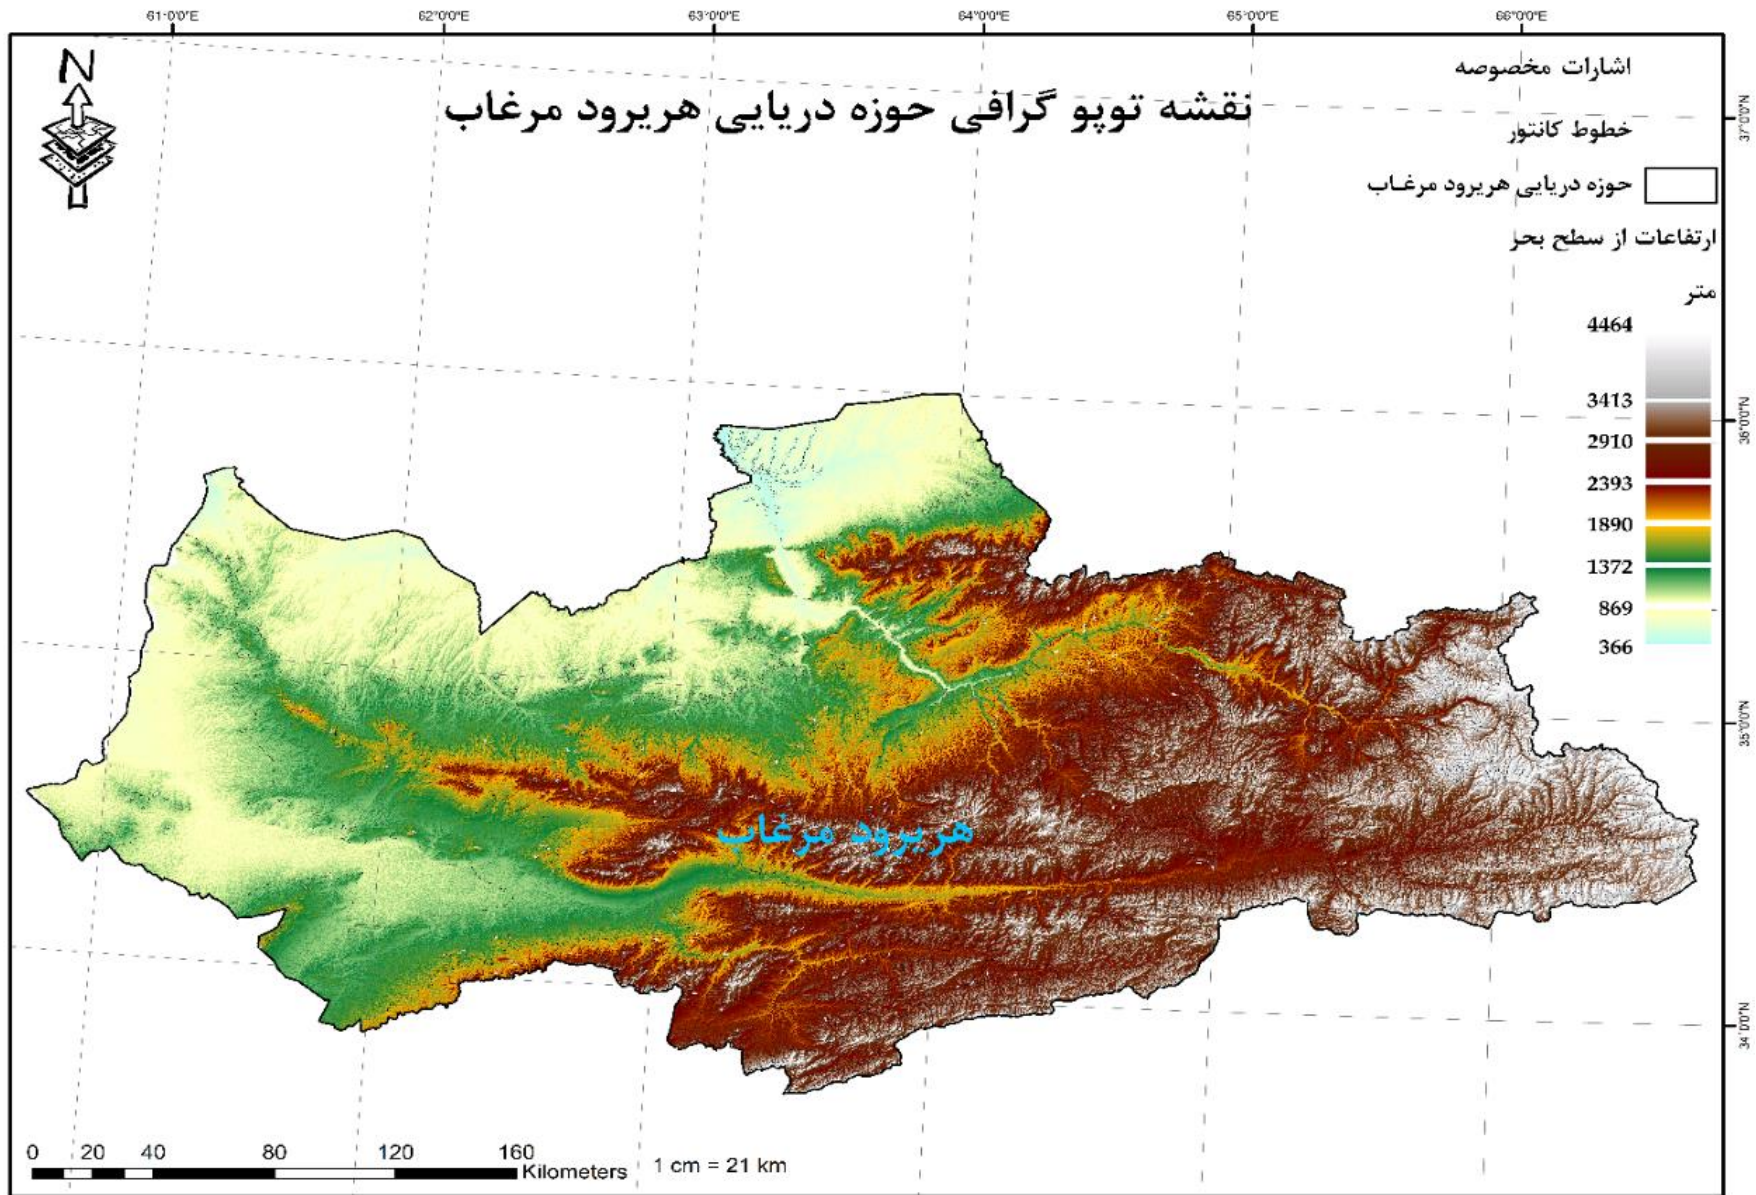 61°0'0"E 62°0'0"E 63°0'0"E 64°0'0"E 65°0'0"E 66°0'0"E
N
نقشه توپو گرافی حوزه دریایی هریرود مرغاب
اشارات مخصوصه
خطوط کانتور
حوزه دریایی هریرود مرغـاب
ارتفاعات از سطح بحر
متر
4464
3413
2910
2393
1890
1372
869
366
37°0'0"N
36°0'0"N
35°0'0"N
34°0'0"N
هریرود مرغاب
0 20 40 80 120 160
Kilometers
1 cm = 21 km